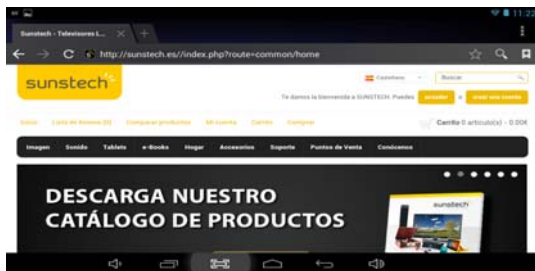 11:22
Sunstech - Televisores L...
http://sunstech.es//index.php?route=common/home
sunstech
Castellano
Buscar
Te damos la bienvenida a SUNSTECH. Puedes acceder o crear una cuenta
Inicio Lista de deseos (0) Comparar productos Mi cuenta Carrito Comprar
Carrito 0 artículo(s) - 0.00€
Imagen Sonido Tablets e-Books Hogar Accesorios Soporte Puntos de Venta Conócenos
DESCARGA NUESTRO
CATÁLOGO DE PRODUCTOS
sunstech